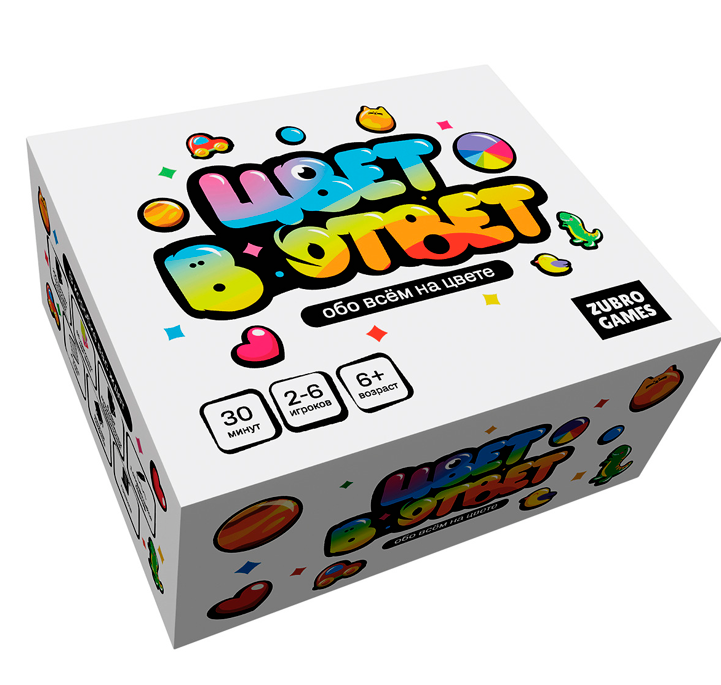 ЦВЕТ
В ОТВЕТ
обо всём на цвете
ZUBRO
GAMES
30
минут
2-6
игроков
6+
возраст
ЦВЕТ
В ОТВЕТ
обо всём на цвете